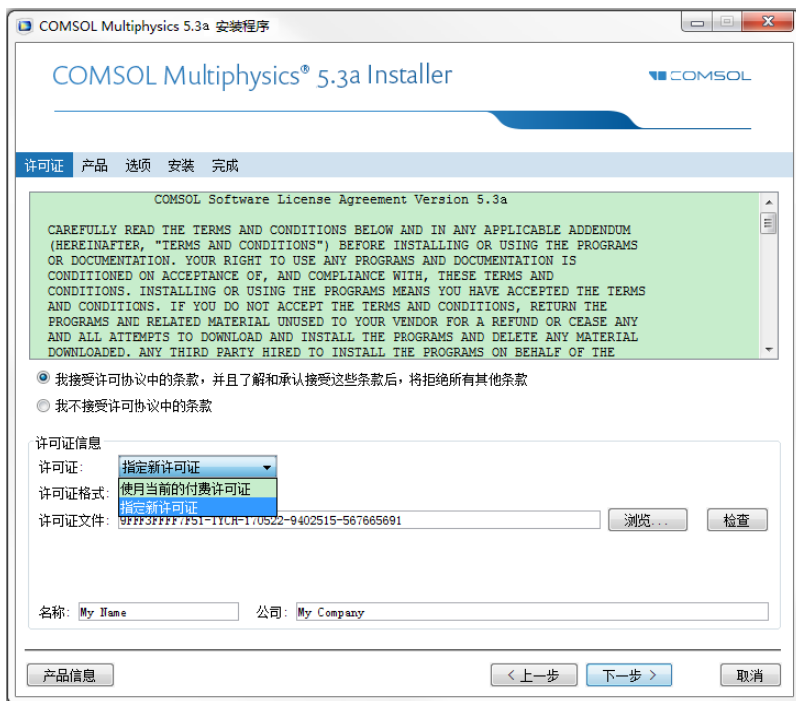 COMSOL Multiphysics 5.3a 安装程序
COMSOL Multiphysics® 5.3a Installer
COMSOL
许可证 产品 选项 安装 完成
COMSOL Software License Agreement Version 5.3a
CAREFULLY READ THE TERMS AND CONDITIONS BELOW AND IN ANY APPLICABLE ADDENDUM
(HEREINAFTER, "TERMS AND CONDITIONS") BEFORE INSTALLING OR USING THE PROGRAMS
OR DOCUMENTATION. YOUR RIGHT TO USE ANY PROGRAMS AND DOCUMENTATION IS
CONDITIONED ON ACCEPTANCE OF, AND COMPLIANCE WITH, THESE TERMS AND
CONDITIONS. INSTALLING OR USING THE PROGRAMS MEANS YOU HAVE ACCEPTED THE TERMS
AND CONDITIONS. IF YOU DO NOT ACCEPT THE TERMS AND CONDITIONS, RETURN THE
PROGRAMS AND RELATED MATERIAL UNUSED TO YOUR VENDOR FOR A REFUND OR CEASE ANY
AND ALL ATTEMPTS TO DOWNLOAD AND INSTALL THE PROGRAMS AND DELETE ANY MATERIAL
DOWNLOADED. ANY THIRD PARTY HIRED TO INSTALL THE PROGRAMS ON BEHALF OF THE
我接受许可协议中的条款，并且了解和承认接受这些条款后，将拒绝所有其他条款
我不接受许可协议中的条款
许可证信息
许可证: 指定新许可证
许可证格式: 使用当前的付费许可证
指定新许可证
许可证文件: 9FFF3FFFF7F51-IYCH-170522-9402515-567665691 浏览... 检查
名称: My Name 公司: My Company
产品信息 < 上一步 下一步 > 取消